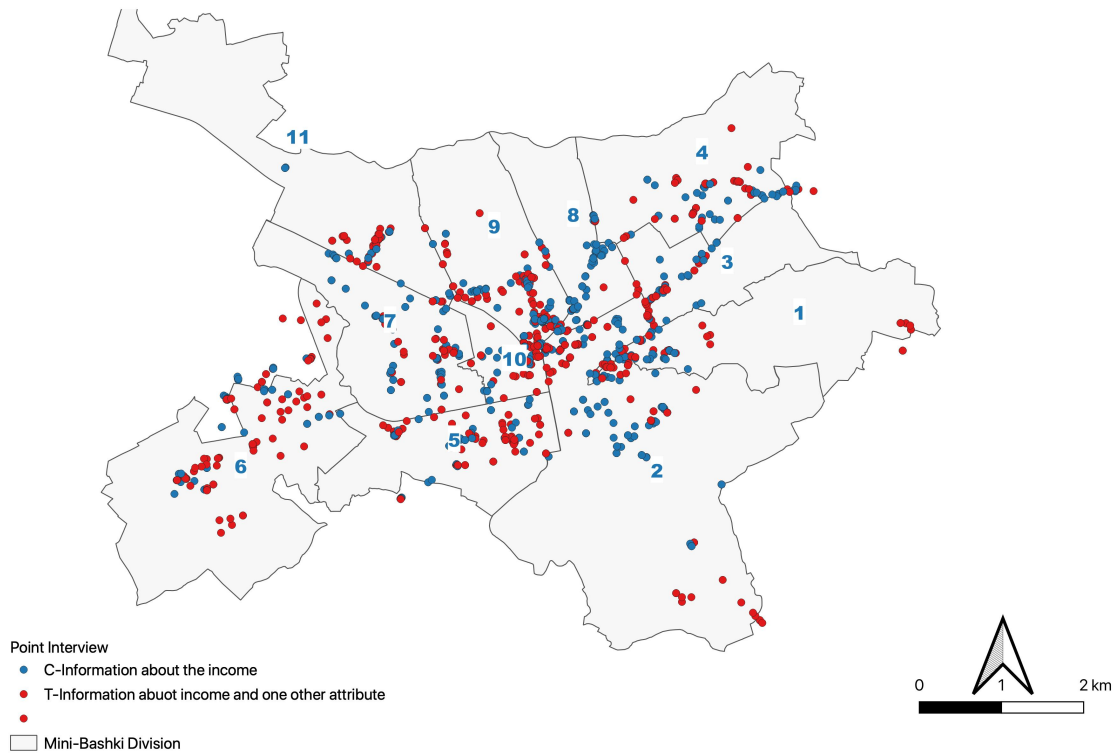 11
4
8
9
3
1
7
10
5
6
2
Point Interview
C-Information about the income
T-Information abuot income and one other attribute
Mini-Bashki Division
0 1 2 km